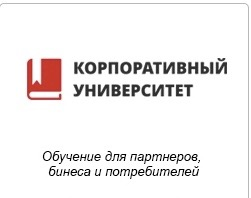 КОРПОРАТИВНЫЙ
УНИВЕРСИТЕТ
Обучение для партнеров,
бинеса и потребителей